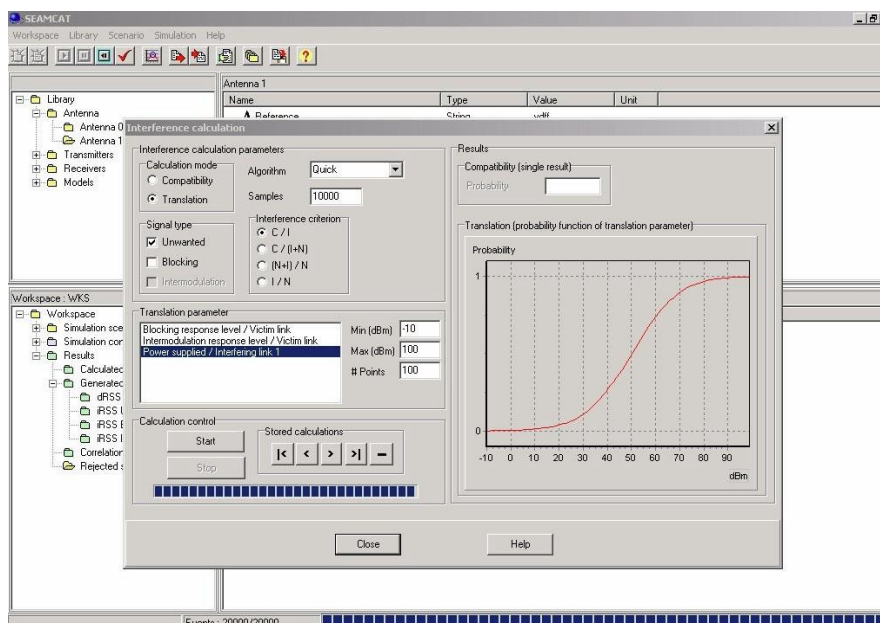 SEAMCAT
Workspace Library Scenario Simulation Help
Antenna 1
Name Type Value Unit
Reference String
Library
Antenna
Antenna 0
Antenna 1
Transmitters
Receivers
Models
Workspace : WKS
Workspace
Simulation sce
Simulation con
Results
Calculated
Generated
dRSS
iRSS
iRSS
iRSS
Correlation
Rejected s
Interference calculation
Interference calculation parameters
Calculation mode
Compatibility
Translation
Algorithm Quick
Samples 10000
Signal type
Unwanted
Blocking
Intermodulation
Interference criterion
C / I
C / (I+N)
(N+I) / N
I / N
Translation parameter
Blocking response level / Victim link
Intermodulation response level / Victim link
Power supplied / Interfering link 1
Min (dBm) -10
Max (dBm) 100
# Points 100
Calculation control
Start
Stop
Stored calculations
|< < > >| −
Results
Compatibility (single result)
Probability
Translation (probability function of translation parameter)
Probability
1
0
-10 0 10 20 30 40 50 60 70 80 90
dBm
Close
Help
Events : 20000/20000